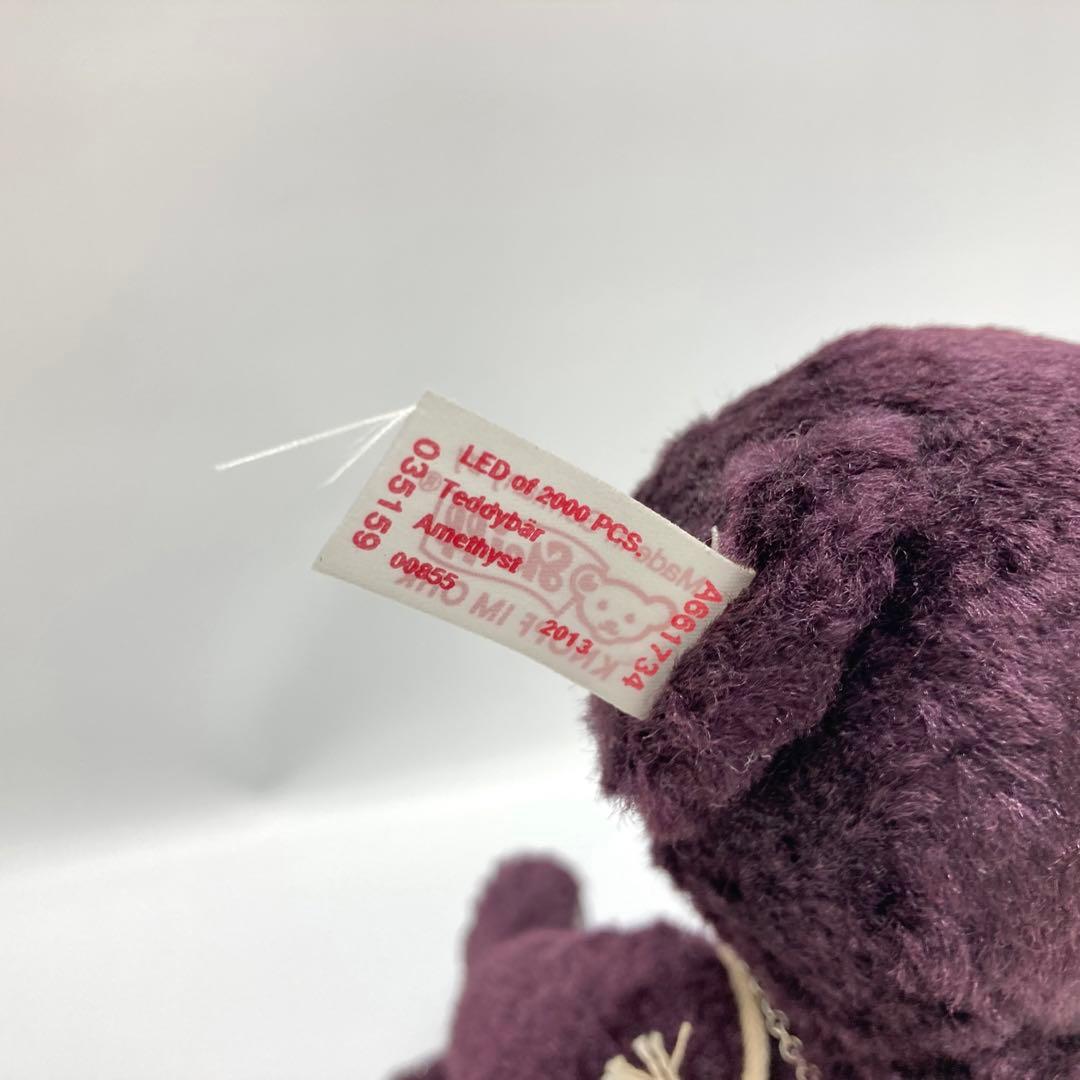 035159
LED of 2000 PCS.
Teddybär
Amethyst
00855
2013
A661734
Made
Steiff
KNOPF IM OHR